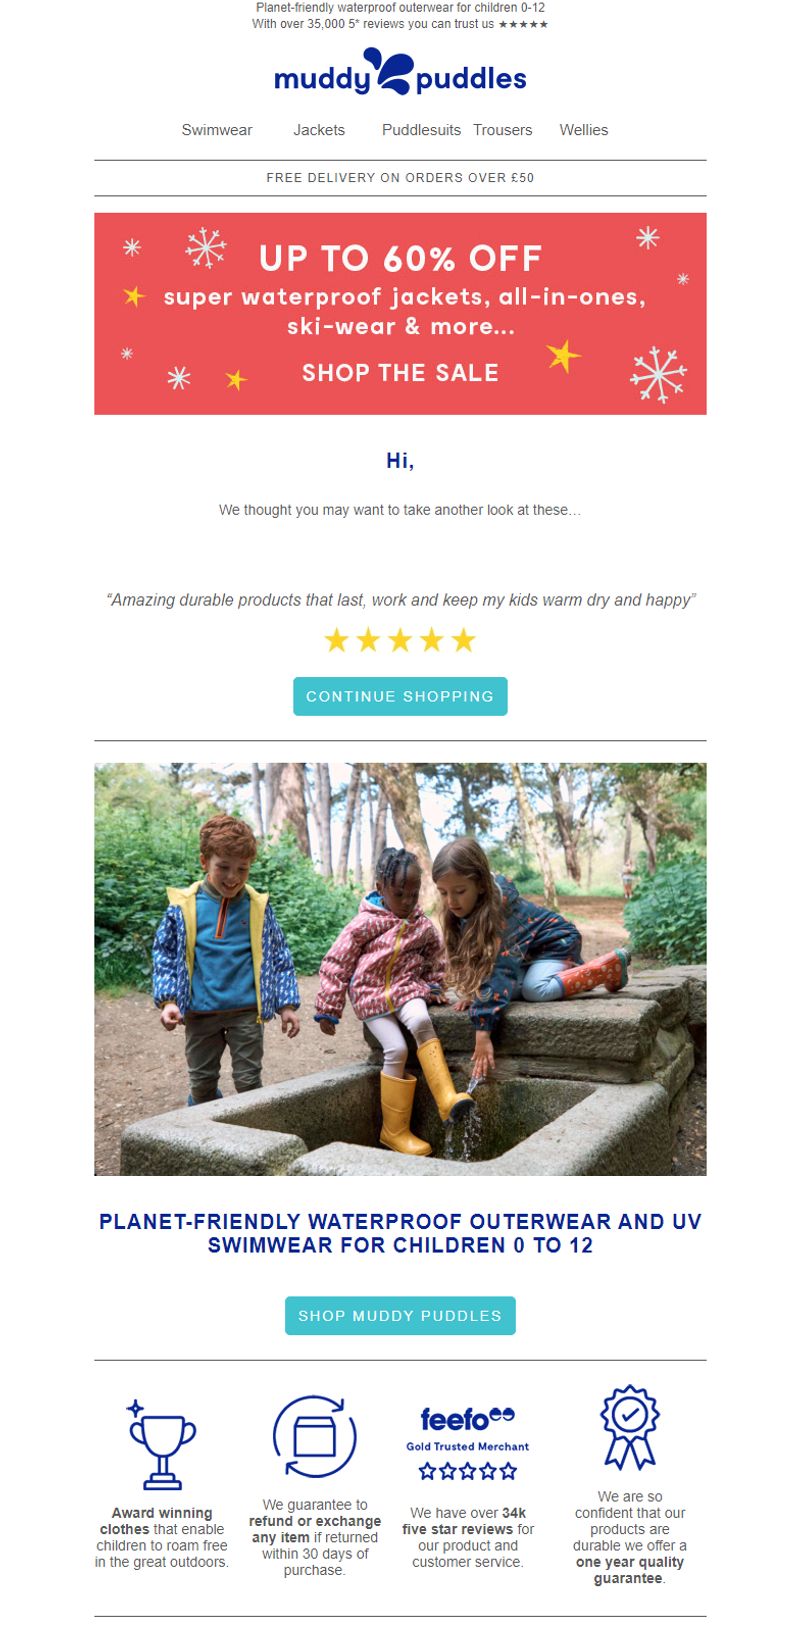 Planet-friendly waterproof outerwear for children 0-12
With over 35,000 5* reviews you can trust us ★★★★★
muddy puddles
Swimwear Jackets Puddlesuits Trousers Wellies
FREE DELIVERY ON ORDERS OVER £50
UP TO 60% OFF
super waterproof jackets, all-in-ones,
ski-wear & more...
SHOP THE SALE
Hi,
We thought you may want to take another look at these…
“Amazing durable products that last, work and keep my kids warm dry and happy”
CONTINUE SHOPPING
PLANET-FRIENDLY WATERPROOF OUTERWEAR AND UV
SWIMWEAR FOR CHILDREN 0 TO 12
SHOP MUDDY PUDDLES
Award winning
clothes that enable
children to roam free
in the great outdoors.
We guarantee to
refund or exchange
any item if returned
within 30 days of
purchase.
feefo
Gold Trusted Merchant
We have over 34k
five star reviews for
our product and
customer service.
We are so
confident that our
products are
durable we offer a
one year quality
guarantee.